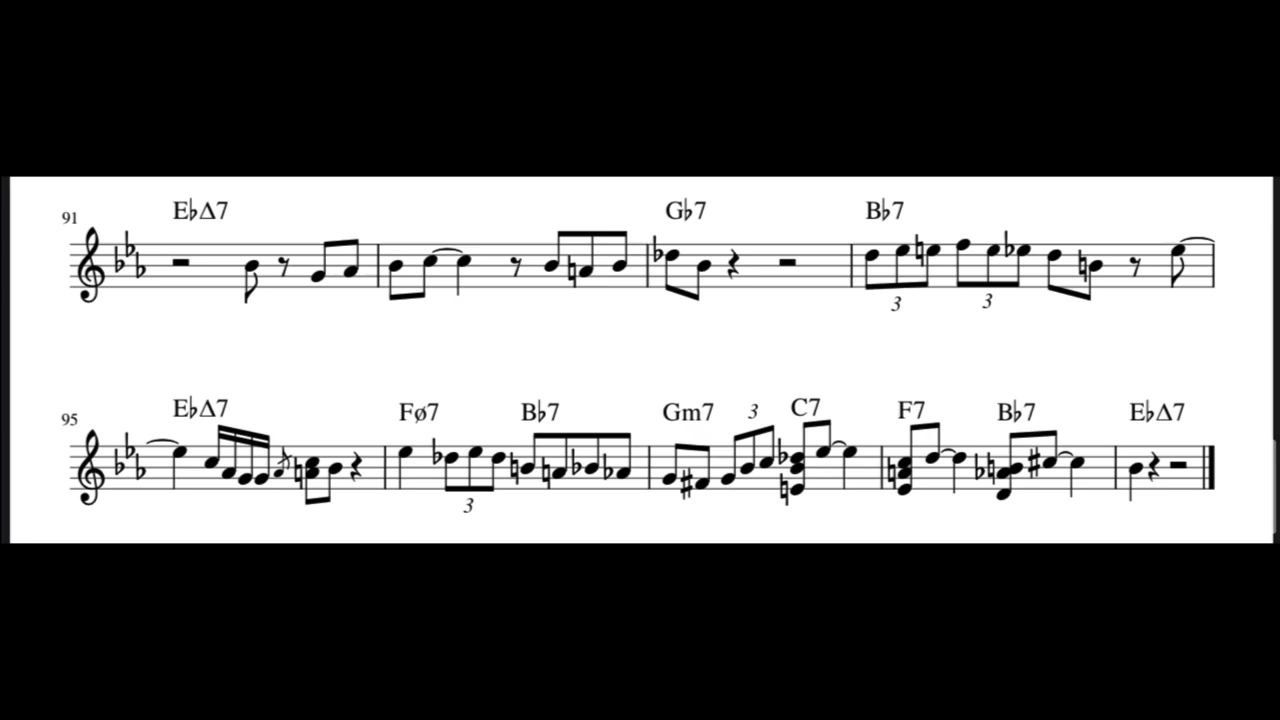 91 E♭Δ7 G♭7 B♭7
3 3
95 E♭Δ7 Fø7 B♭7 Gm7 3 C7 F7 B♭7 E♭Δ7
3